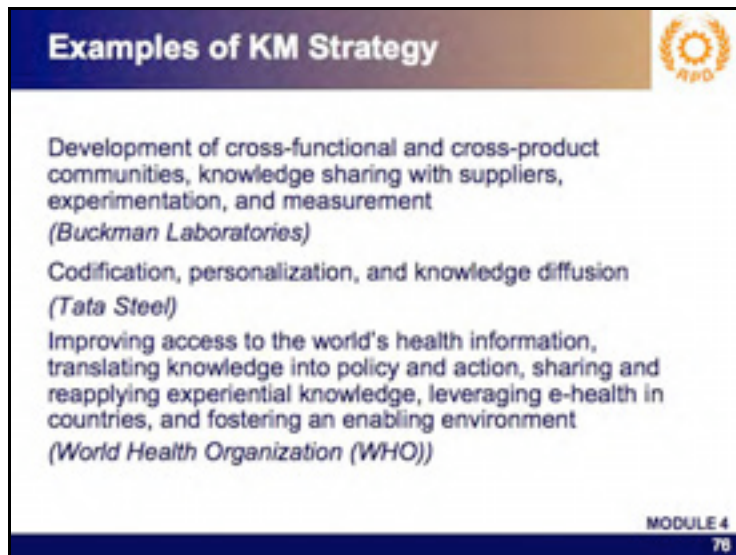 Examples of KM Strategy
APO
Development of cross-functional and cross-product
communities, knowledge sharing with suppliers,
experimentation, and measurement
(Buckman Laboratories)
Codification, personalization, and knowledge diffusion
(Tata Steel)
Improving access to the world's health information,
translating knowledge into policy and action, sharing and
reapplying experiential knowledge, leveraging e-health in
countries, and fostering an enabling environment
(World Health Organization (WHO))
MODULE 4
76